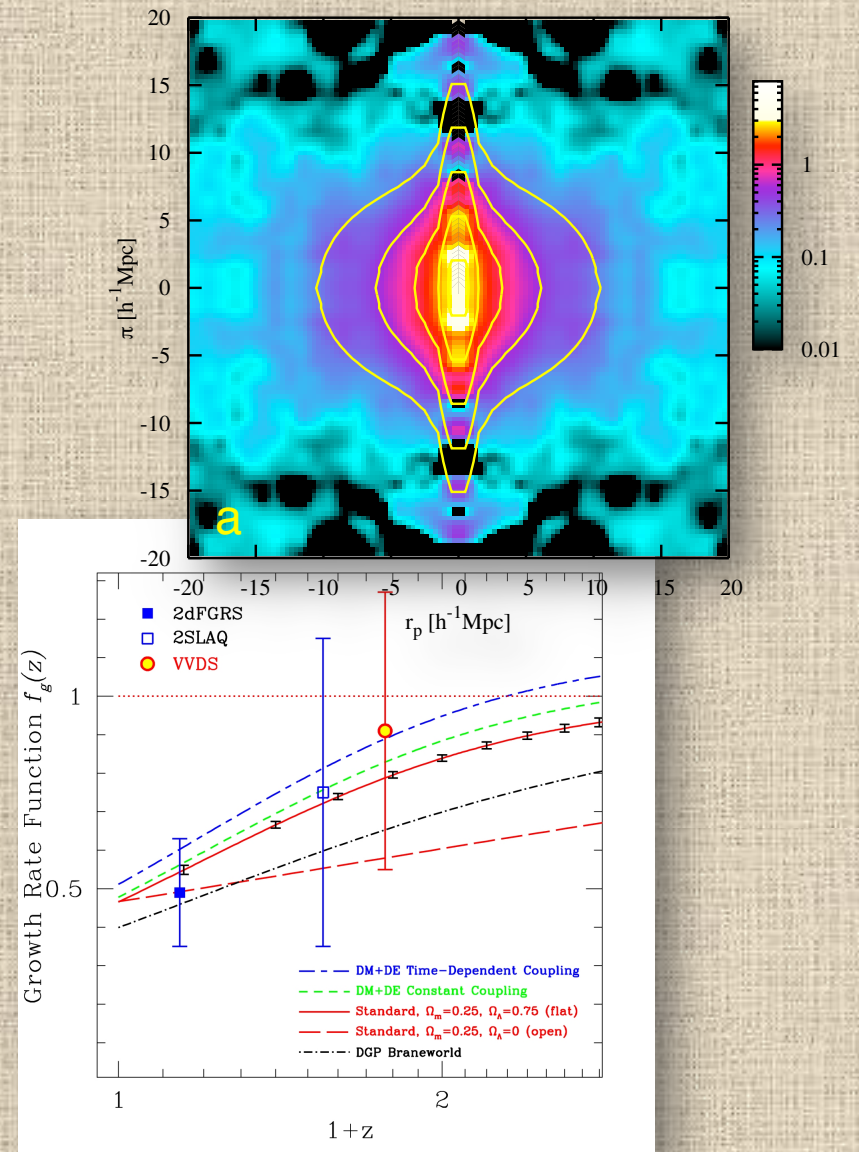 20
15
10
5
0
-5
-10
-15
-20
π [h⁻¹Mpc]
1
0.1
0.01
a
-20 -15 -10 -5 0 5 10 15 20
r_p [h⁻¹Mpc]
2dFGRS
2SLAQ
VVDS
Growth Rate Function f_g(z)
1
0.5
DM+DE Time-Dependent Coupling
DM+DE Constant Coupling
Standard, Ω_m=0.25, Ω_Λ=0.75 (flat)
Standard, Ω_m=0.25, Ω_Λ=0 (open)
DGP Braneworld
1 2
1+z